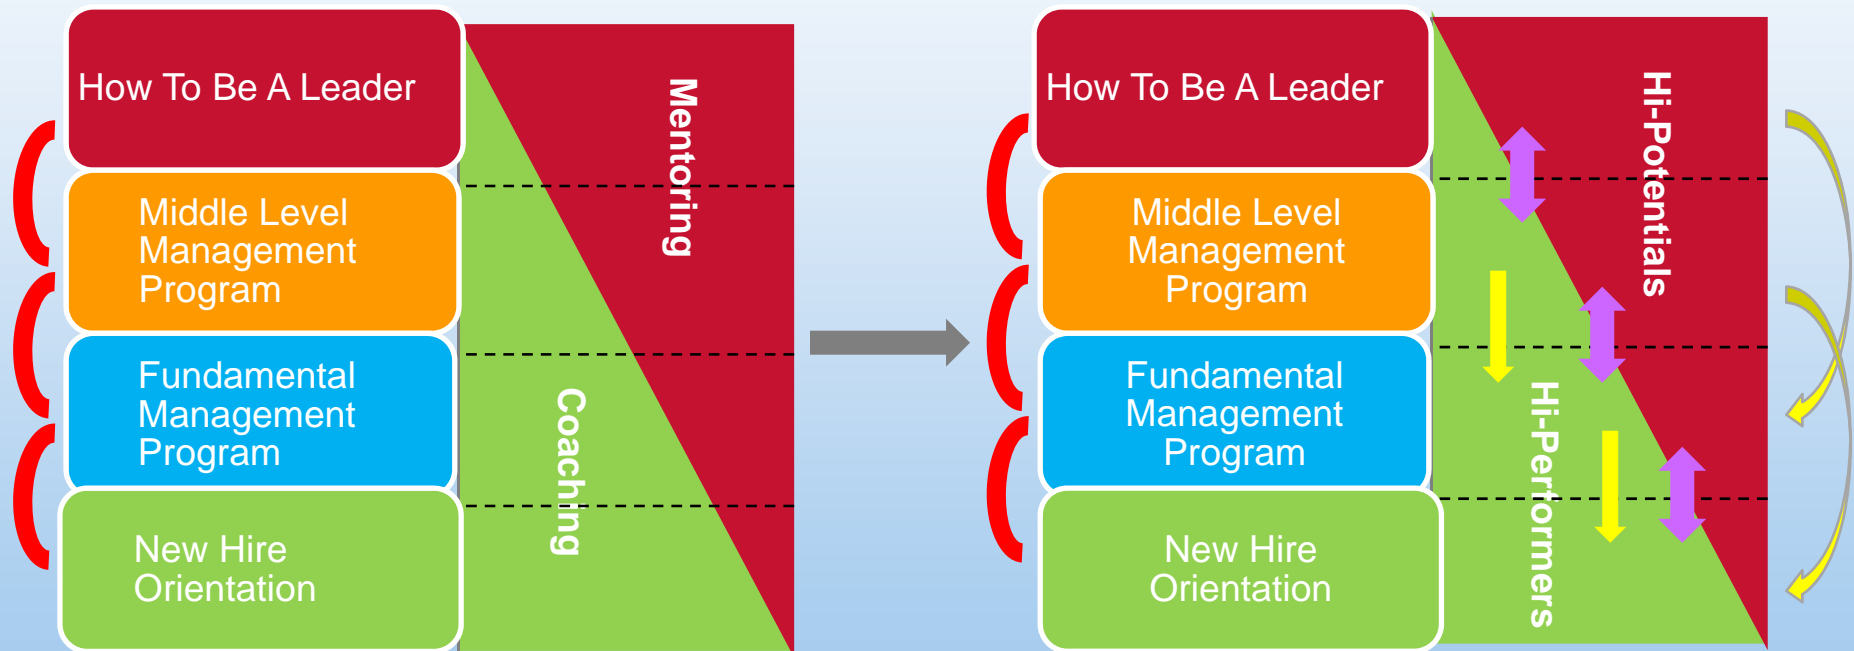 How To Be A Leader
Middle Level
Management
Program
Fundamental
Management
Program
New Hire
Orientation
Mentoring
Coaching
How To Be A Leader
Middle Level
Management
Program
Fundamental
Management
Program
New Hire
Orientation
Hi-Potentials
Hi-Performers